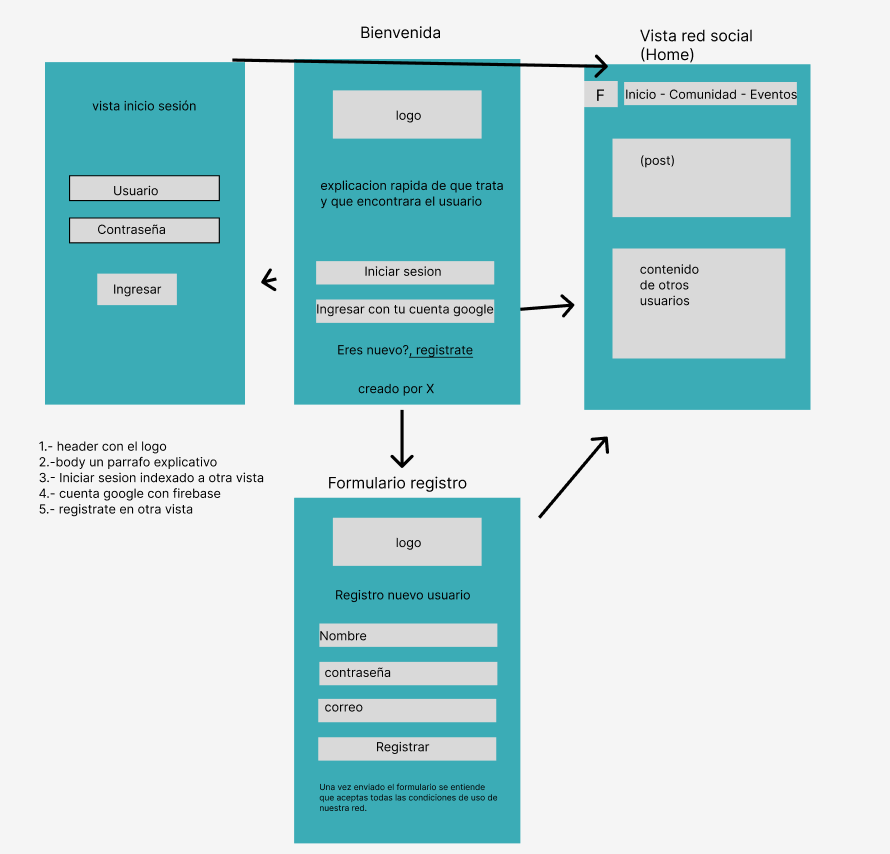 Bienvenida
Vista red social
(Home)
vista inicio sesión
Usuario
Contraseña
Ingresar
logo
explicacion rapida de que trata
y que encontrara el usuario
Iniciar sesion
Ingresar con tu cuenta google
Eres nuevo?, registrate
creado por X
F
Inicio - Comunidad - Eventos
(post)
contenido
de otros
usuarios
1.- header con el logo
2.-body un parrafo explicativo
3.- Iniciar sesion indexado a otra vista
4.- cuenta google con firebase
5.- registrate en otra vista
Formulario registro
logo
Registro nuevo usuario
Nombre
contraseña
correo
Registrar
Una vez enviado el formulario se entiende
que aceptas todas las condiciones de uso de
nuestra red.